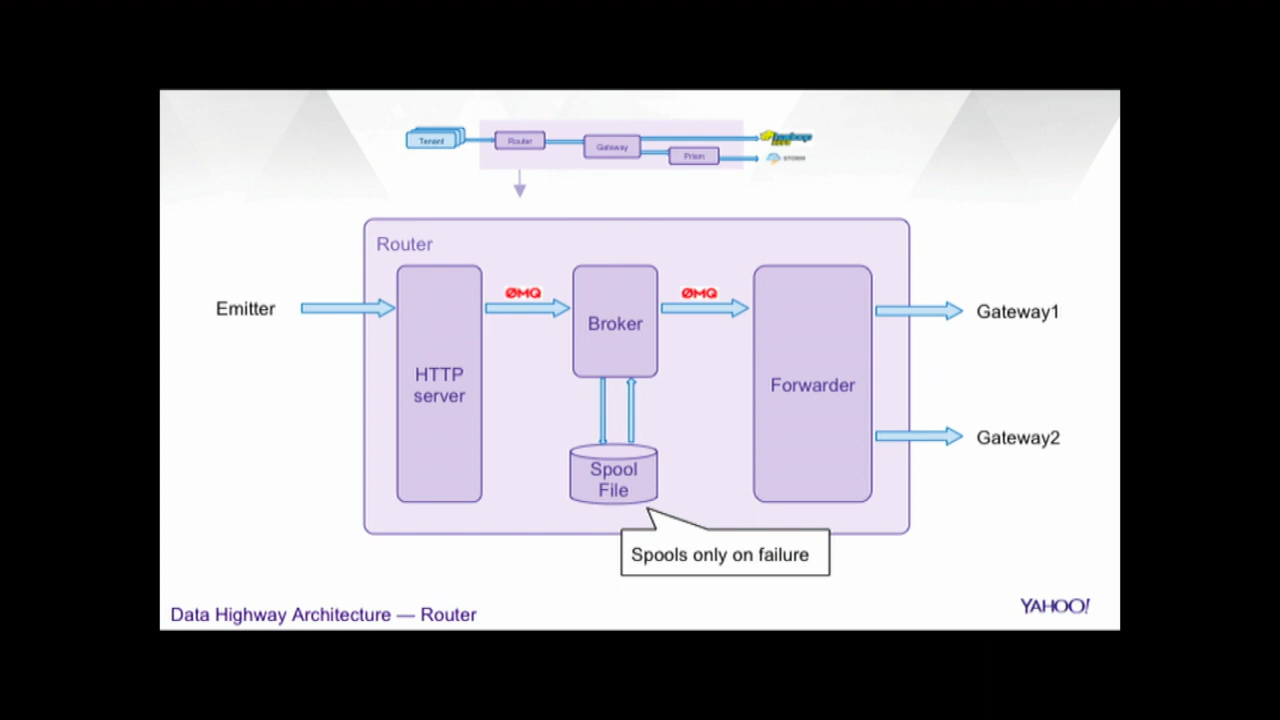 Tenant
Router
Gateway
Prism
hadoop
STORM
Router
Emitter
ØMQ
ØMQ
Broker
Gateway1
HTTP
server
Forwarder
Gateway2
Spool
File
Spools only on failure
Data Highway Architecture — Router
YAHOO!